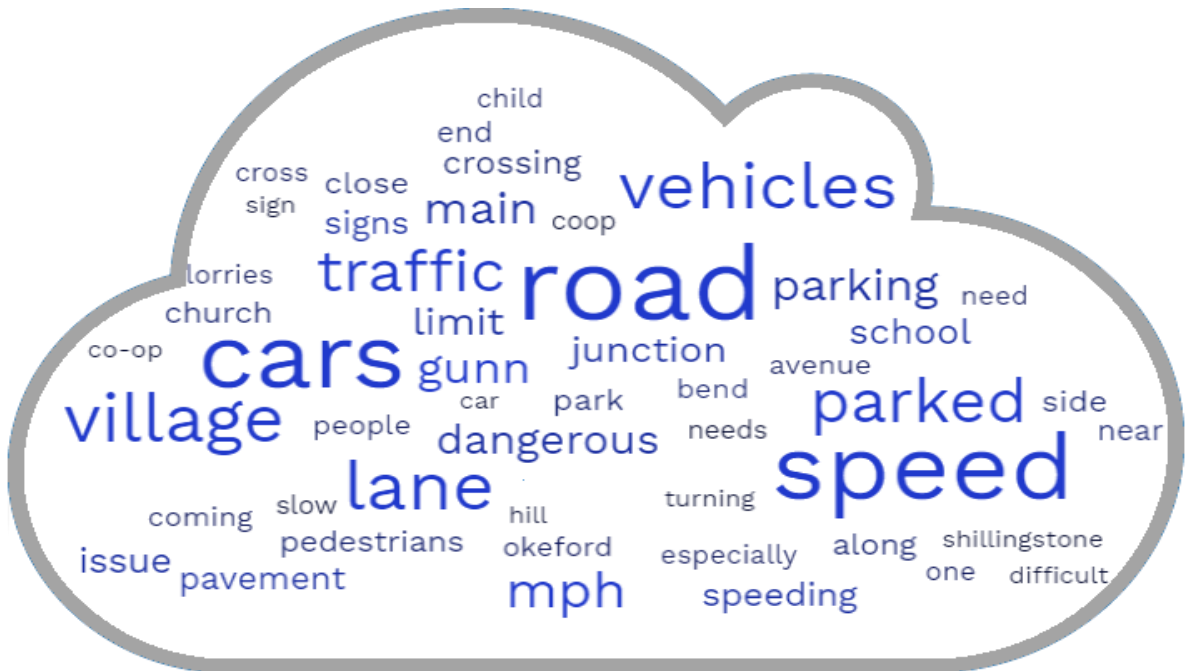 child
end
crossing
cross
close
vehicles
sign
signs
main
coop
lorries
traffic
road
parking
need
church
limit
school
co-op
cars
gunn
junction
avenue
village
people
car
park
bend
parked
side
dangerous
needs
near
lane
speed
coming
slow
hill
turning
issue
pedestrians
okeford
especially
along
shillingstone
pavement
mph
speeding
one
difficult